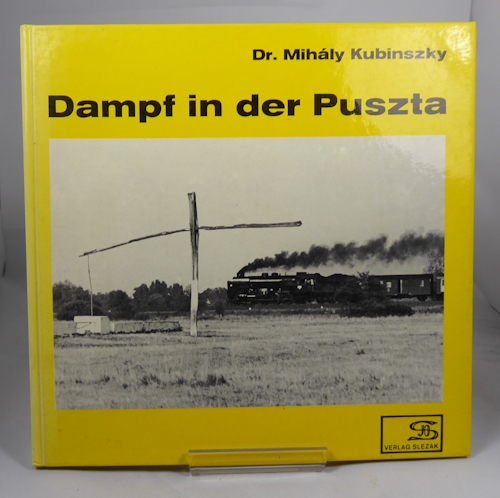 Dr. Mihály Kubinszky
Dampf in der Puszta
VERLAG SLEZAK